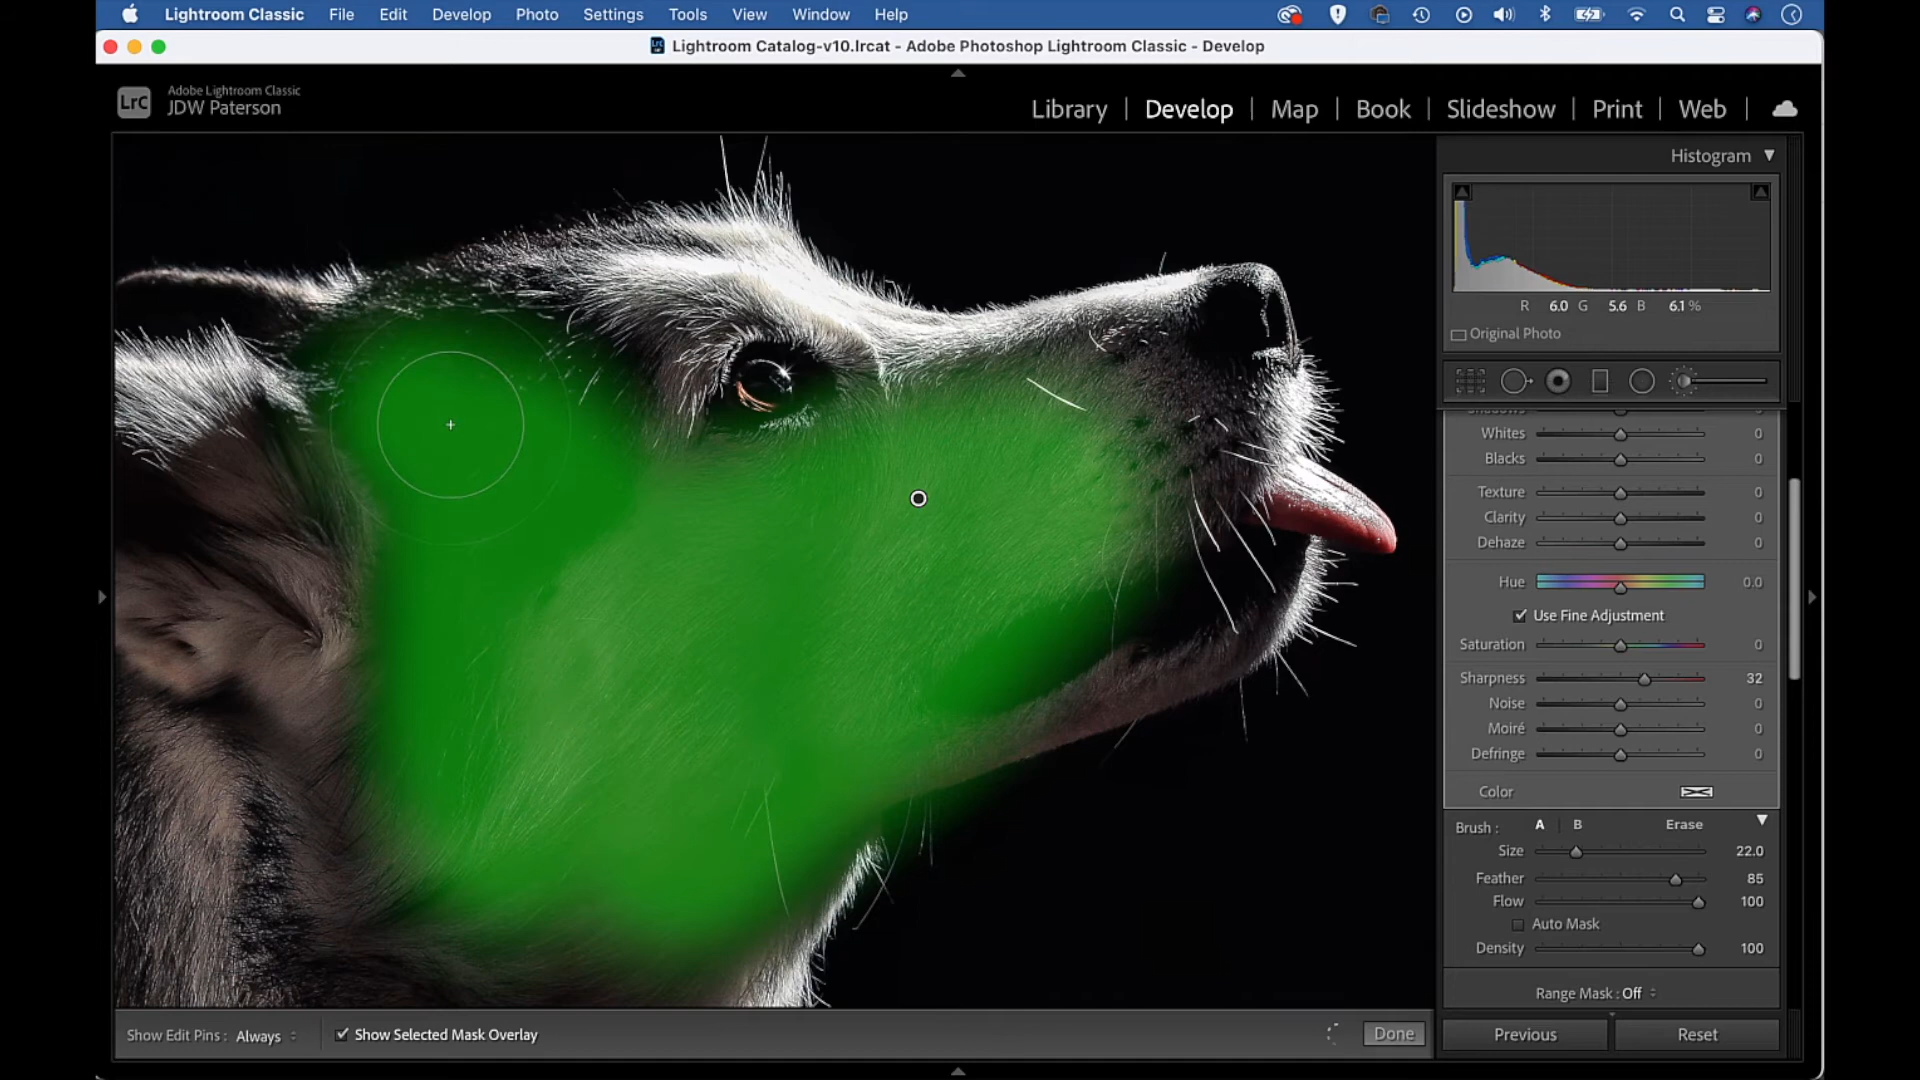 Lightroom Classic File Edit Develop Photo Settings Tools View Window Help
Lightroom Catalog-v10.lrcat - Adobe Photoshop Lightroom Classic - Develop
LrC
Adobe Lightroom Classic
JDW Paterson
Library | Develop | Map | Book | Slideshow | Print | Web |
Histogram
R 6.0 G 5.6 B 6.1 %
Original Photo
Shadows
Whites 0
Blacks 0
Texture 0
Clarity 0
Dehaze 0
Hue 0.0
Use Fine Adjustment
Saturation 0
Sharpness 32
Noise 0
Moiré 0
Defringe 0
Color
Brush : A B Erase
Size 22.0
Feather 85
Flow 100
Auto Mask
Density 100
Range Mask : Off
Show Edit Pins : Always Show Selected Mask Overlay Done Previous Reset